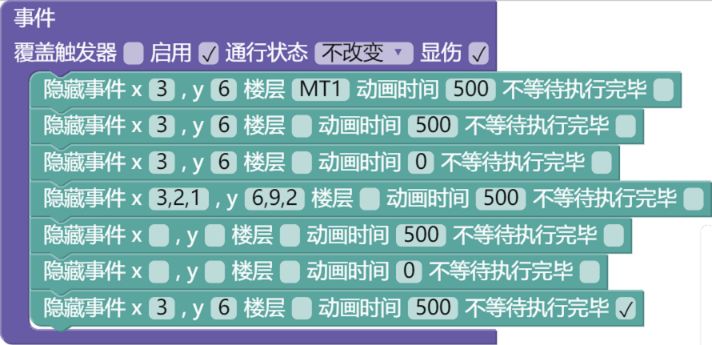 事件
覆盖触发器 启用 ✓ 通行状态 不改变 ▼ 显伤 ✓
隐藏事件 x 3 , y 6 楼层 MT1 动画时间 500 不等待执行完毕
隐藏事件 x 3 , y 6 楼层 动画时间 500 不等待执行完毕
隐藏事件 x 3 , y 6 楼层 动画时间 0 不等待执行完毕
隐藏事件 x 3,2,1 , y 6,9,2 楼层 动画时间 500 不等待执行完毕
隐藏事件 x , y 楼层 动画时间 500 不等待执行完毕
隐藏事件 x , y 楼层 动画时间 0 不等待执行完毕
隐藏事件 x 3 , y 6 楼层 动画时间 500 不等待执行完毕 ✓